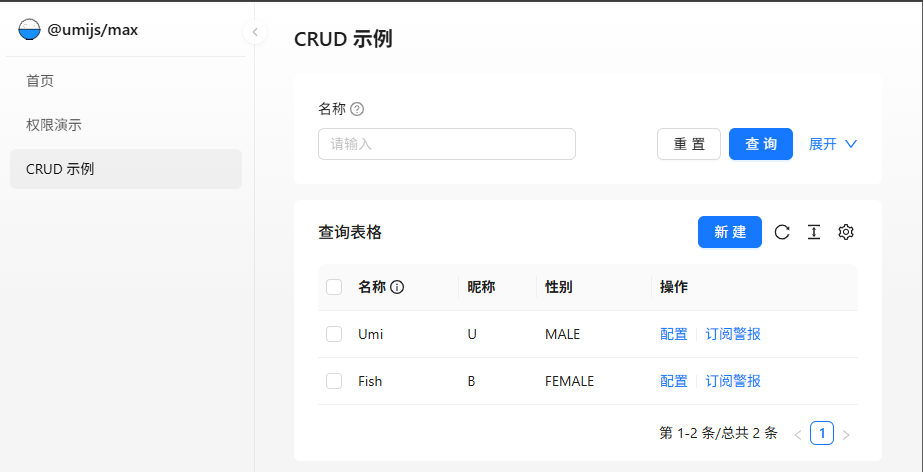 @umijs/max
首页
权限演示
CRUD 示例
CRUD 示例
名称
请输入
重 置
查 询
展开
查询表格
新 建
名称 昵称 性别 操作
Umi U MALE 配置 订阅警报
Fish B FEMALE 配置 订阅警报
第 1-2 条/总共 2 条 1